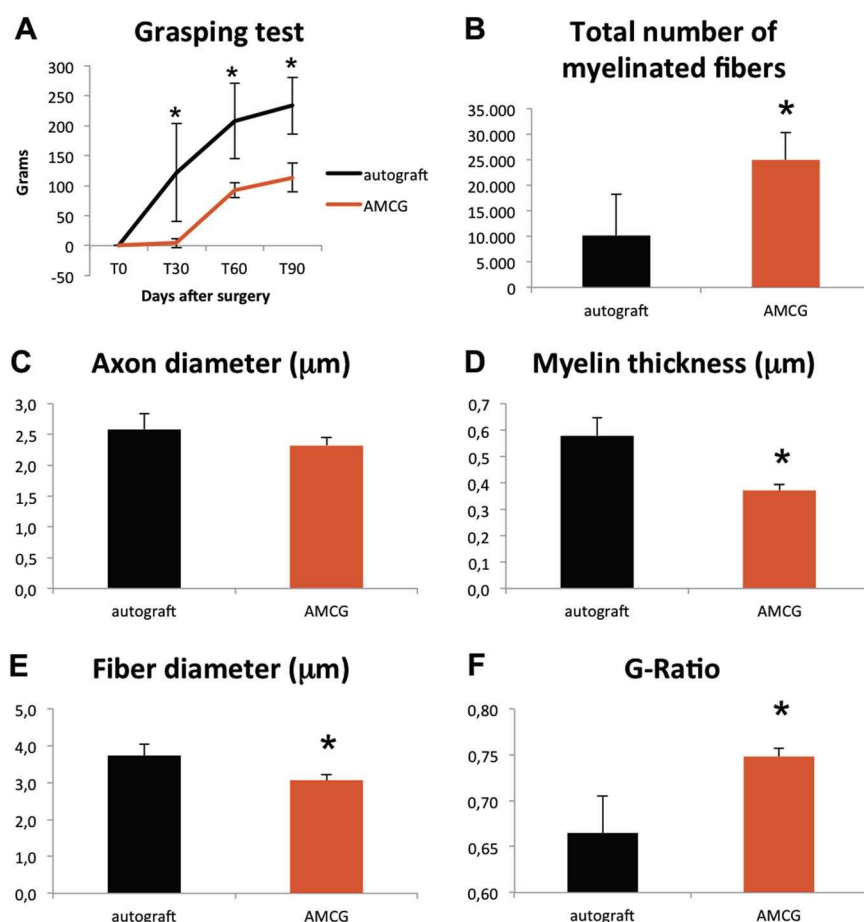 A
Grasping test
300
250
200
150
100
50
0
-50
Grams
* * *
T0 T30 T60 T90
Days after surgery
autograft
AMCG
B
Total number of
myelinated fibers
35.000
30.000
25.000
20.000
15.000
10.000
5.000
0
*
autograft AMCG
C
Axon diameter (μm)
3,0
2,5
2,0
1,5
1,0
0,5
0,0
autograft AMCG
D
Myelin thickness (μm)
0,7
0,6
0,5
0,4
0,3
0,2
0,1
0,0
*
autograft AMCG
E
Fiber diameter (μm)
5,0
4,0
3,0
2,0
1,0
0,0
*
autograft AMCG
F
G-Ratio
0,80
0,75
0,70
0,65
0,60
*
autograft AMCG